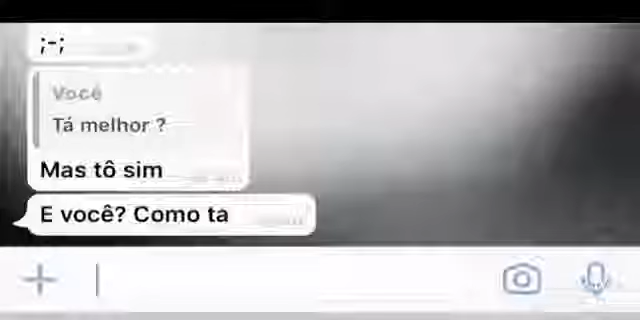 ;-;
Você
Tá melhor ?
Mas tô sim
E você? Como ta